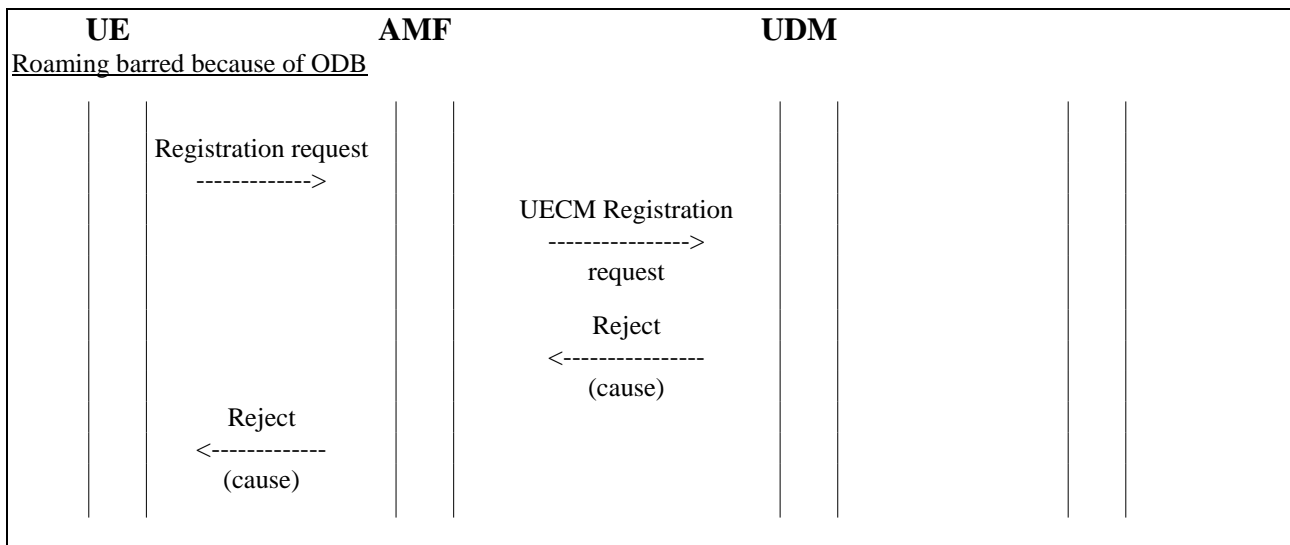 UE AMF UDM
Roaming barred because of ODB
Registration request
------------->
UECM Registration
---------------->
request
Reject
<----------------
(cause)
Reject
<-------------
(cause)